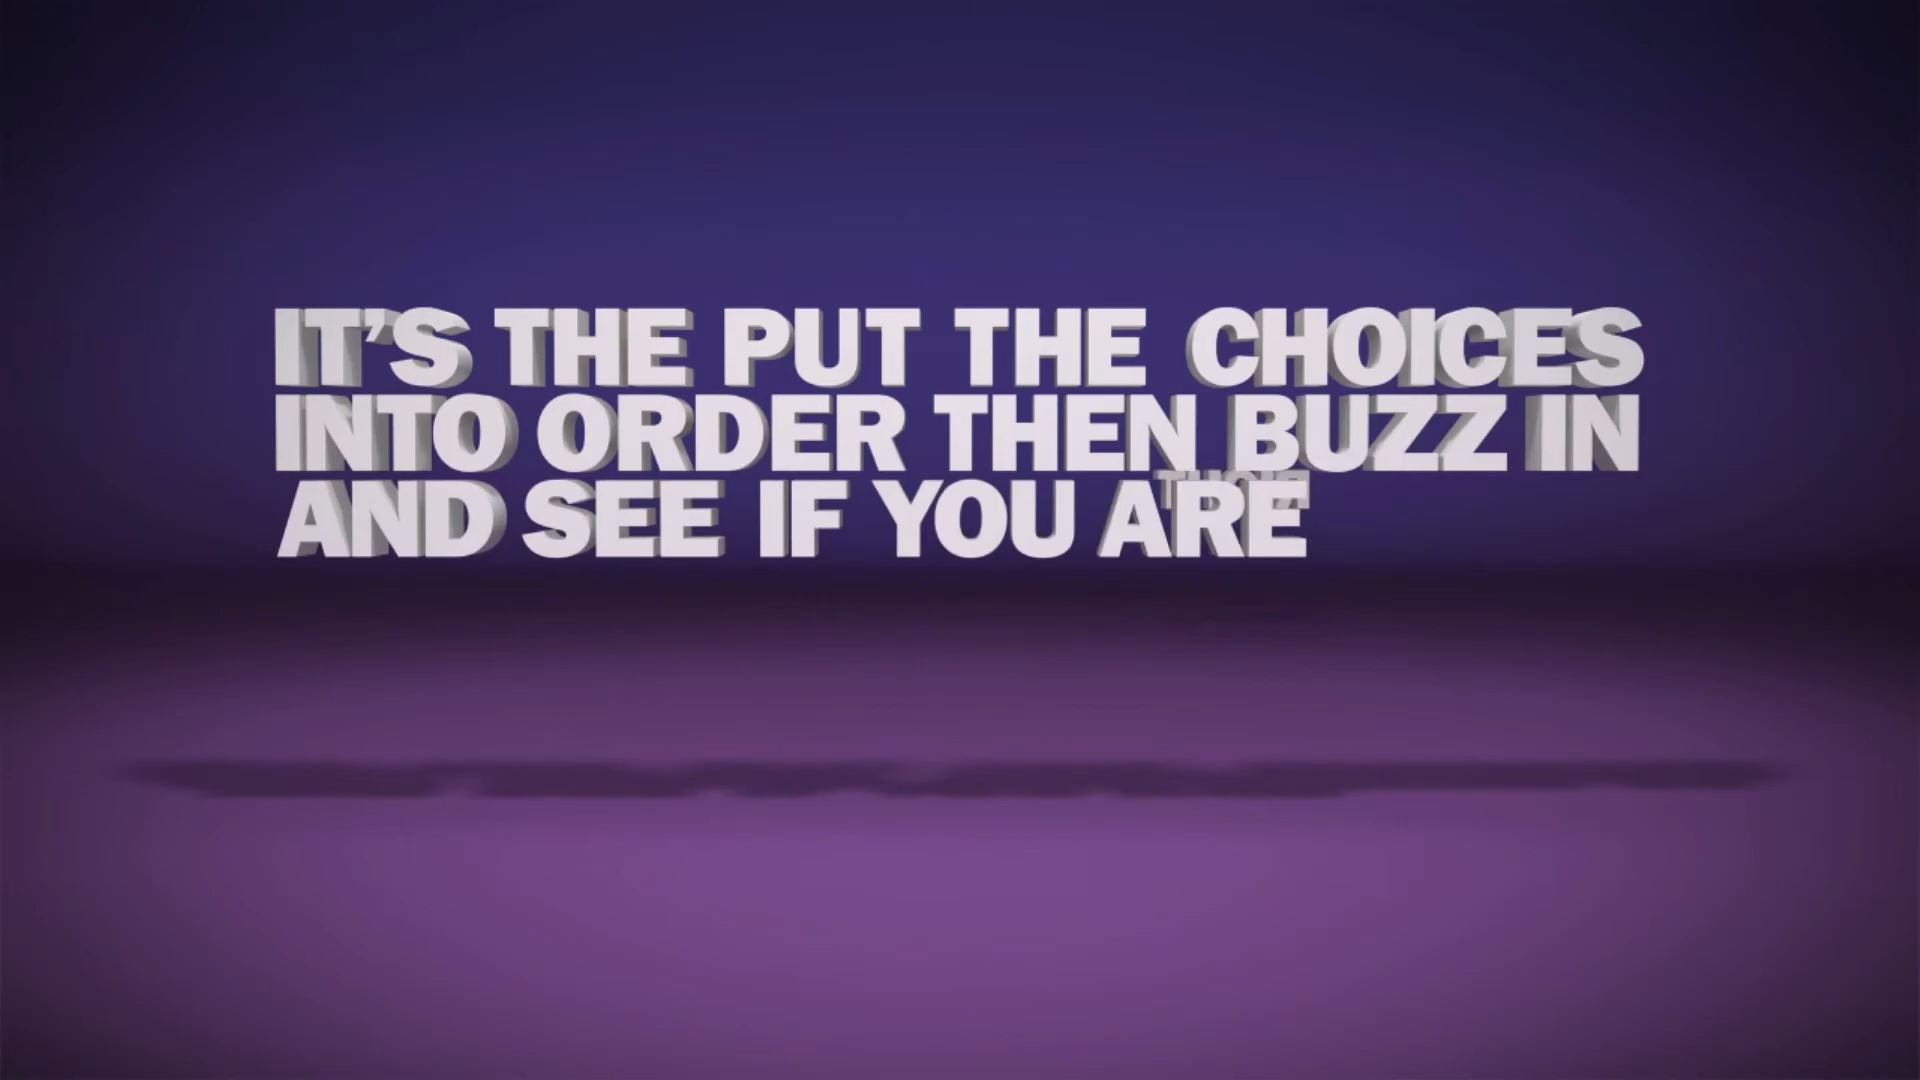 IT'S THE PUT THE CHOICES
INTO ORDER THEN BUZZ IN
AND SEE IF YOU ARE